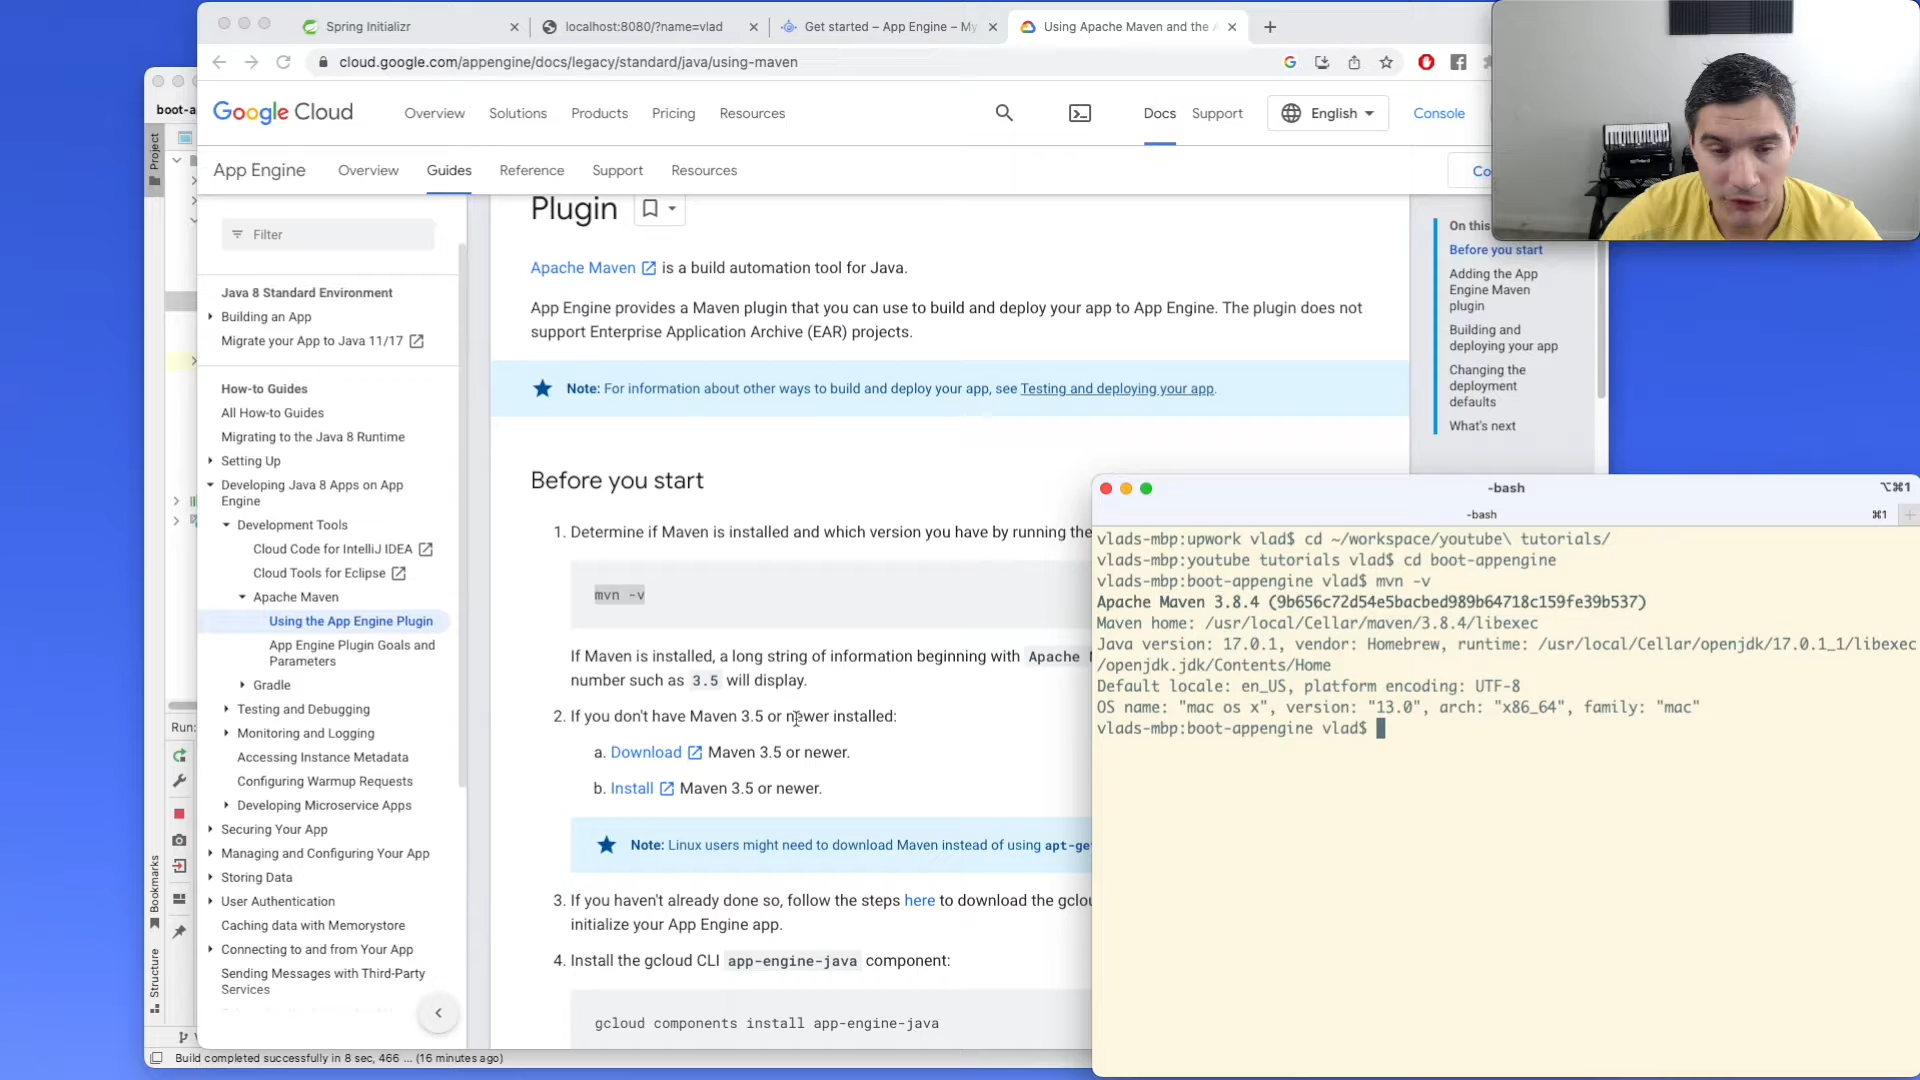 Spring Initializr
localhost:8080/?name=vlad
Get started – App Engine – My
Using Apache Maven and the A
cloud.google.com/appengine/docs/legacy/standard/java/using-maven
boot-a
Project
Google Cloud
Overview
Solutions
Products
Pricing
Resources
Docs
Support
English
Console
App Engine
Overview
Guides
Reference
Support
Resources
Co
Filter
Java 8 Standard Environment
Building an App
Migrate your App to Java 11/17
How-to Guides
All How-to Guides
Migrating to the Java 8 Runtime
Setting Up
Developing Java 8 Apps on App
Engine
Development Tools
Cloud Code for IntelliJ IDEA
Cloud Tools for Eclipse
Apache Maven
Using the App Engine Plugin
App Engine Plugin Goals and
Parameters
Gradle
Testing and Debugging
Monitoring and Logging
Accessing Instance Metadata
Configuring Warmup Requests
Developing Microservice Apps
Securing Your App
Managing and Configuring Your App
Storing Data
User Authentication
Caching data with Memorystore
Connecting to and from Your App
Sending Messages with Third-Party
Services
Run:
Bookmarks
Structure
Build completed successfully in 8 sec, 466 ... (16 minutes ago)
Plugin
Apache Maven is a build automation tool for Java.
App Engine provides a Maven plugin that you can use to build and deploy your app to App Engine. The plugin does not
support Enterprise Application Archive (EAR) projects.
Note: For information about other ways to build and deploy your app, see Testing and deploying your app.
Before you start
1. Determine if Maven is installed and which version you have by running the
mvn -v
If Maven is installed, a long string of information beginning with Apache
number such as 3.5 will display.
2. If you don't have Maven 3.5 or newer installed:
a. Download Maven 3.5 or newer.
b. Install Maven 3.5 or newer.
Note: Linux users might need to download Maven instead of using apt-ge
3. If you haven't already done so, follow the steps here to download the gclou
initialize your App Engine app.
4. Install the gcloud CLI app-engine-java component:
gcloud components install app-engine-java
On this
Before you start
Adding the App
Engine Maven
plugin
Building and
deploying your app
Changing the
deployment
defaults
What's next
-bash
⌥⌘1
-bash
⌘1
vlads-mbp:upwork vlad$ cd ~/workspace/youtube\ tutorials/
vlads-mbp:youtube tutorials vlad$ cd boot-appengine
vlads-mbp:boot-appengine vlad$ mvn -v
Apache Maven 3.8.4 (9b656c72d54e5bacbed989b64718c159fe39b537)
Maven home: /usr/local/Cellar/maven/3.8.4/libexec
Java version: 17.0.1, vendor: Homebrew, runtime: /usr/local/Cellar/openjdk/17.0.1_1/libexec
/openjdk.jdk/Contents/Home
Default locale: en_US, platform encoding: UTF-8
OS name: "mac os x", version: "13.0", arch: "x86_64", family: "mac"
vlads-mbp:boot-appengine vlad$